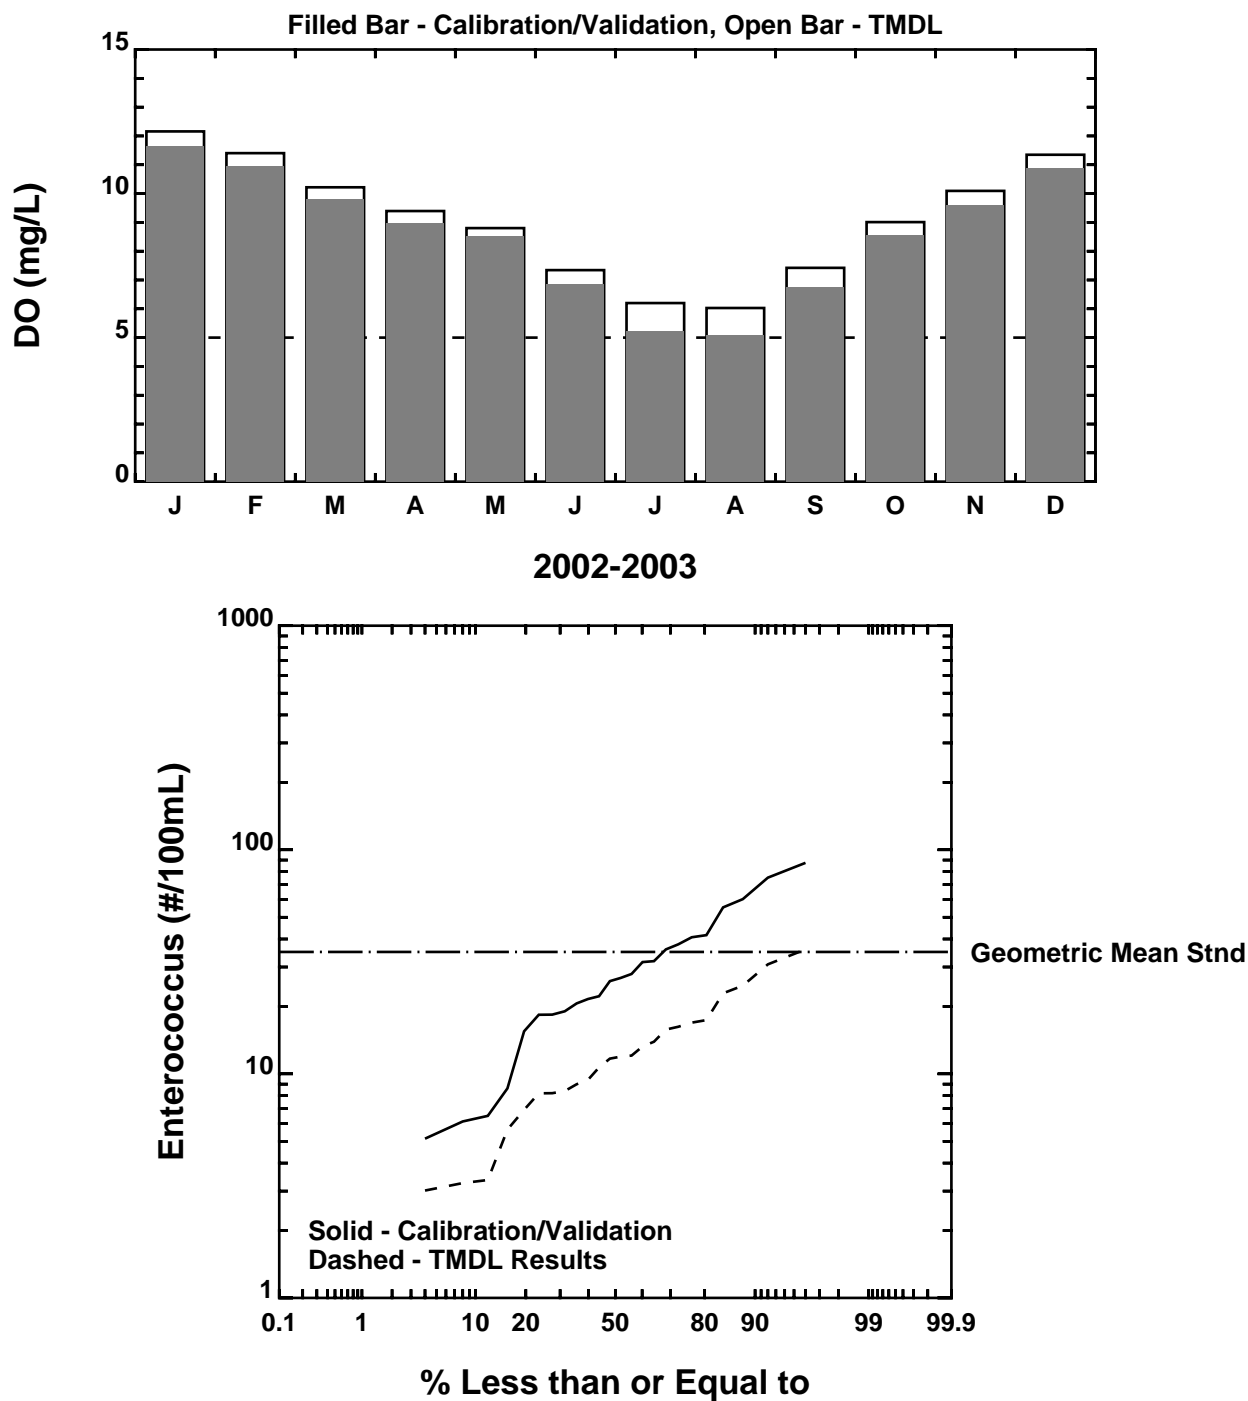 Filled Bar - Calibration/Validation, Open Bar - TMDL
15
10
5
0
DO (mg/L)
J F M A M J J A S O N D
2002-2003
1000
100
10
1
Enterococcus (#/100mL)
Geometric Mean Stnd
Solid - Calibration/Validation
Dashed - TMDL Results
0.1 1 10 20 50 80 90 99 99.9
% Less than or Equal to